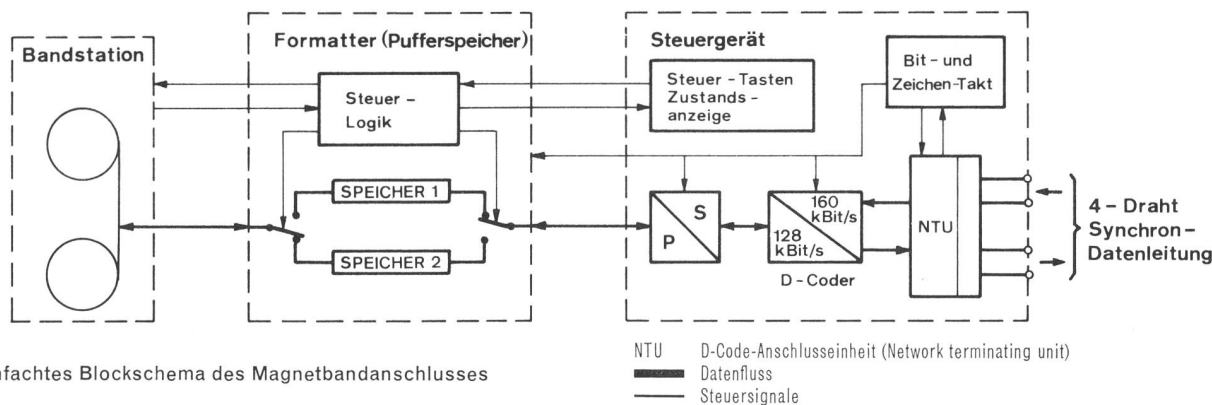 Bandstation
Formatter (Pufferspeicher)
Steuer -
Logik
SPEICHER 1
SPEICHER 2
Steuergerät
Steuer - Tasten
Zustands -
anzeige
Bit - und
Zeichen-Takt
S
P
160
kBit/s
128
kBit/s
D - Coder
NTU
4 - Draht
Synchron -
Datenleitung
nfachtes Blockschema des Magnetbandanschlusses
NTU D-Code-Anschlusseinheit (Network terminating unit)
Datenfluss
Steuersignale